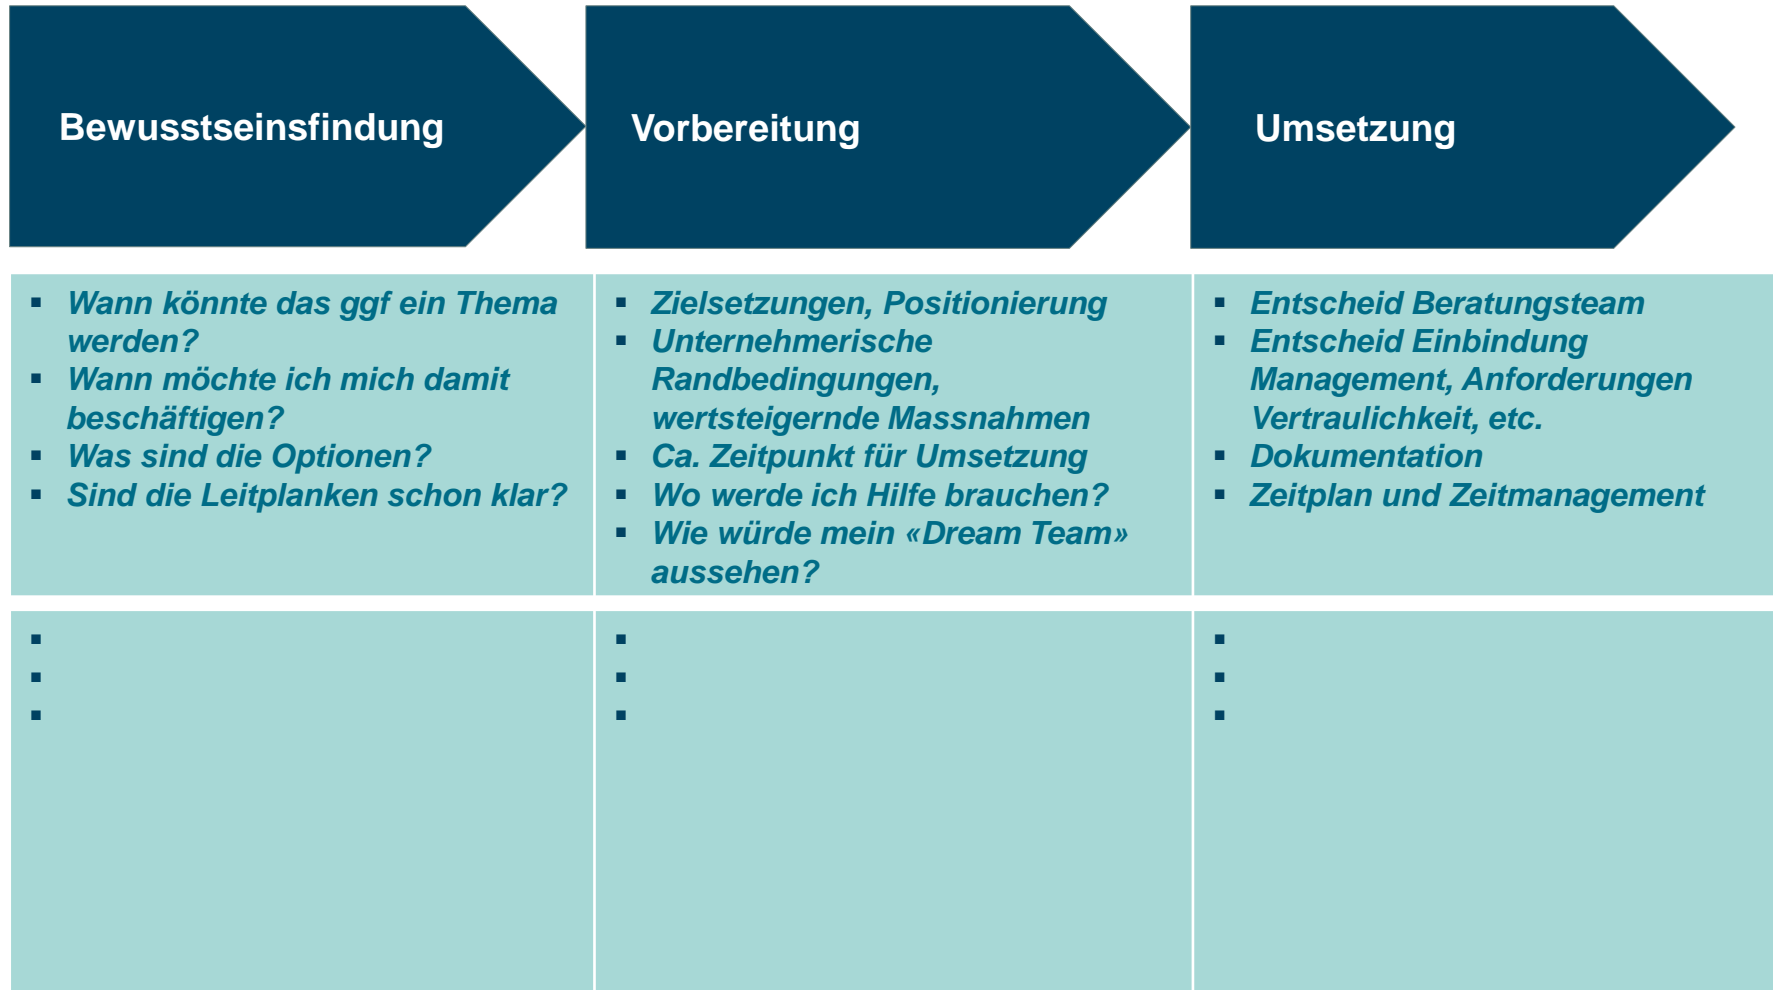 Bewusstseinsfindung
Vorbereitung
Umsetzung
▪ Wann könnte das ggf ein Thema
werden?
▪ Wann möchte ich mich damit
beschäftigen?
▪ Was sind die Optionen?
▪ Sind die Leitplanken schon klar?
▪ Zielsetzungen, Positionierung
▪ Unternehmerische
Randbedingungen,
wertsteigernde Massnahmen
▪ Ca. Zeitpunkt für Umsetzung
▪ Wo werde ich Hilfe brauchen?
▪ Wie würde mein «Dream Team»
aussehen?
▪ Entscheid Beratungsteam
▪ Entscheid Einbindung
Management, Anforderungen
Vertraulichkeit, etc.
▪ Dokumentation
▪ Zeitplan und Zeitmanagement